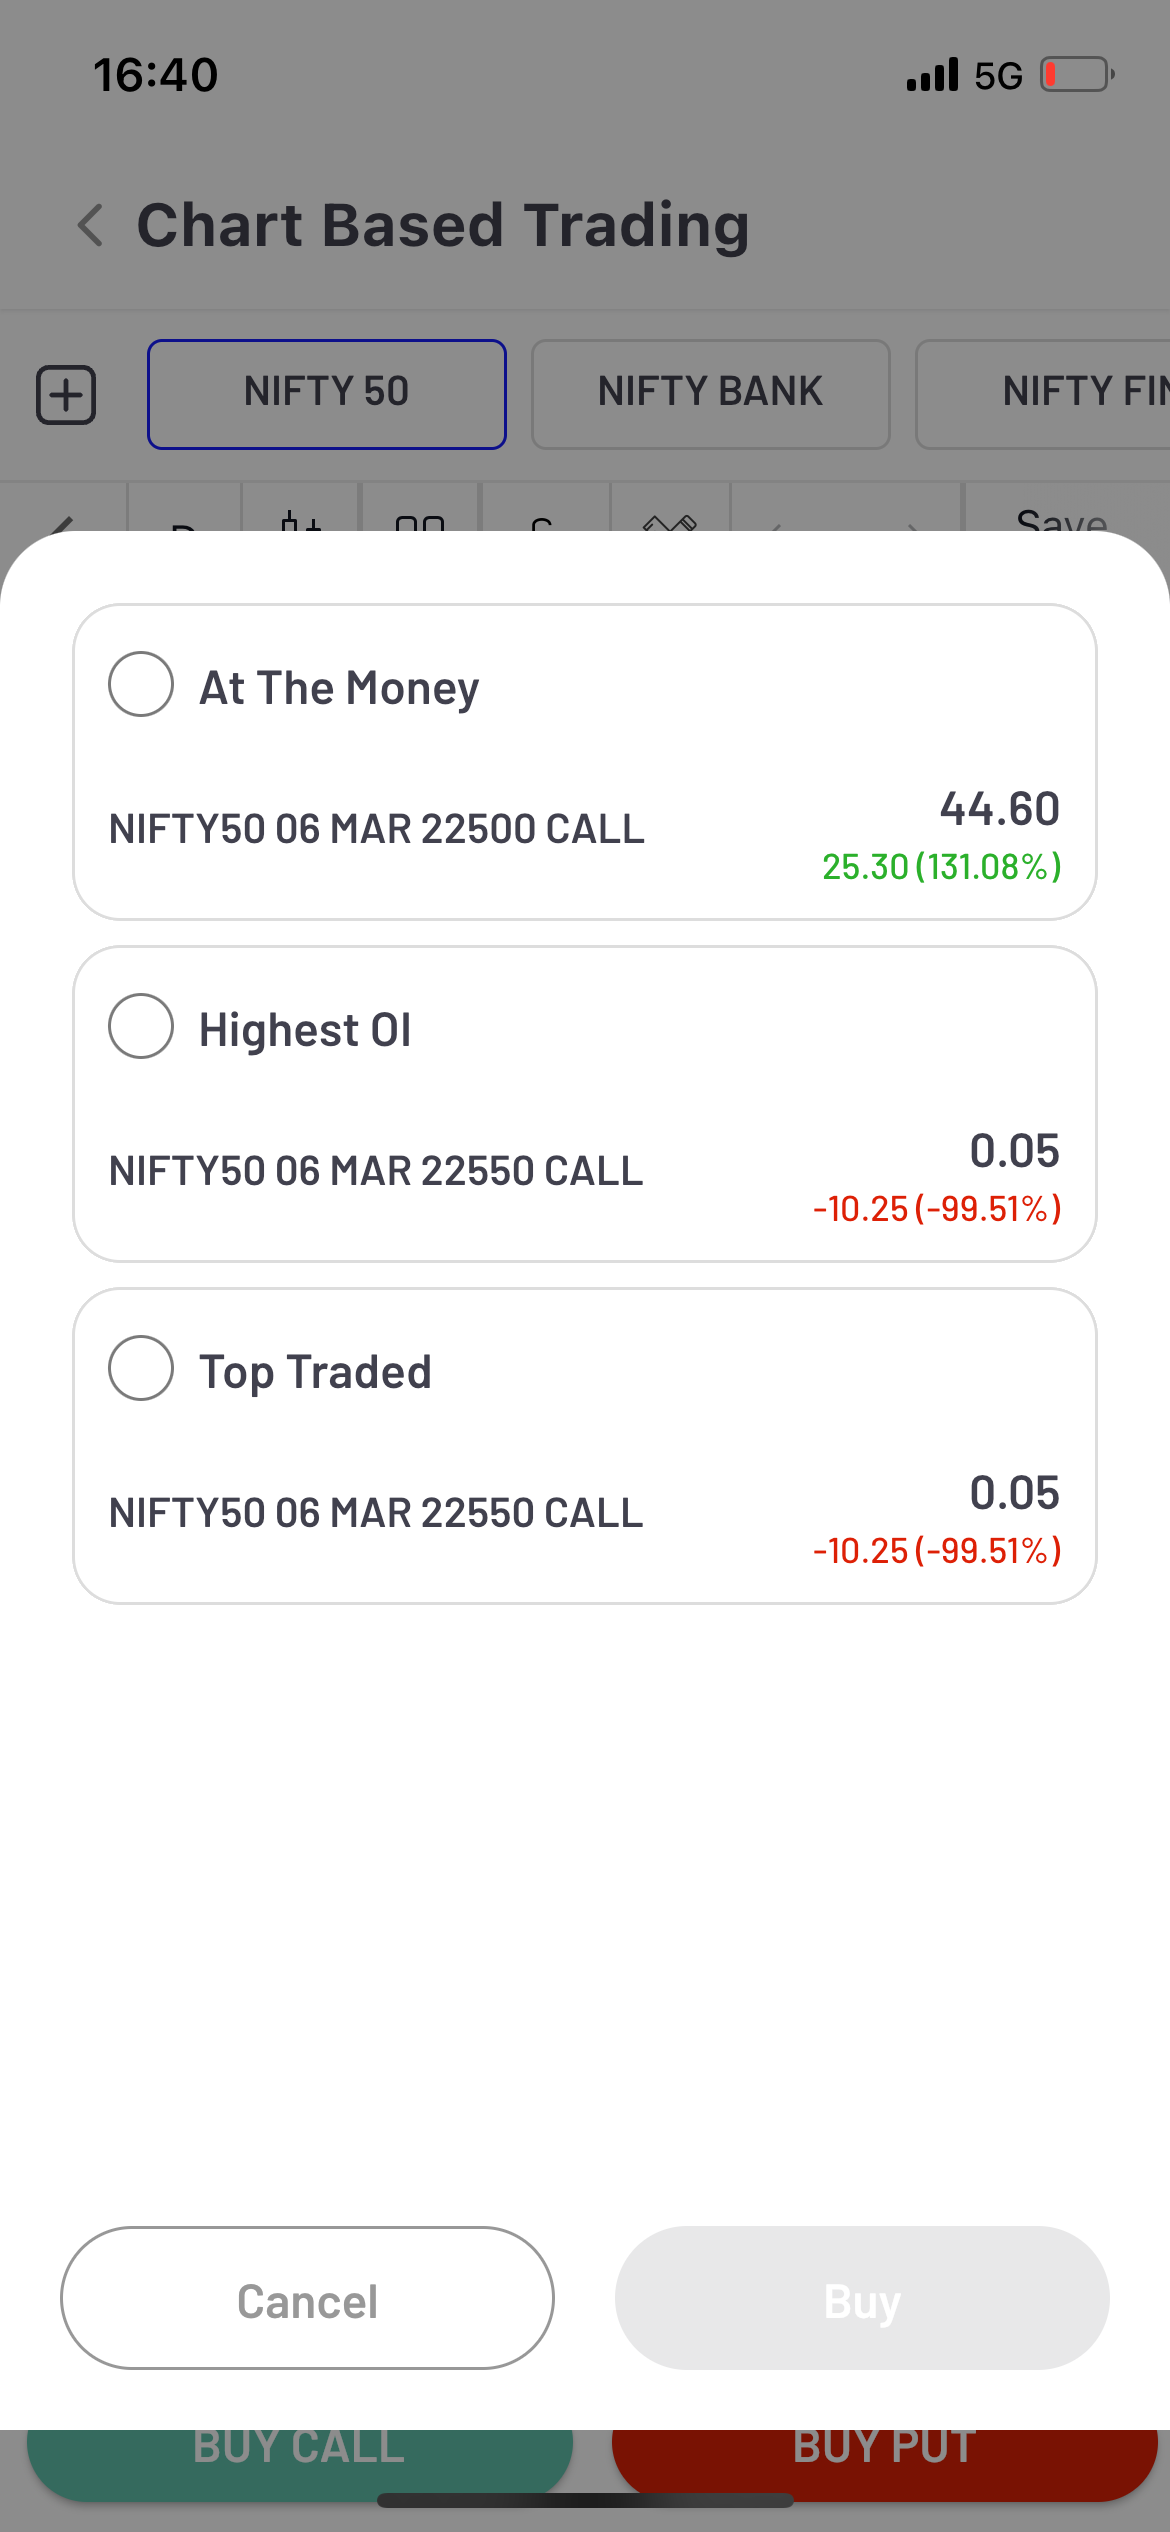 16:40
5G
Chart Based Trading
NIFTY 50
NIFTY BANK
NIFTY FIN
Save
At The Money
NIFTY50 06 MAR 22500 CALL
44.60
25.30 (131.08%)
Highest OI
NIFTY50 06 MAR 22550 CALL
0.05
-10.25 (-99.51%)
Top Traded
NIFTY50 06 MAR 22550 CALL
0.05
-10.25 (-99.51%)
Cancel
Buy
BUY CALL
BUY PUT